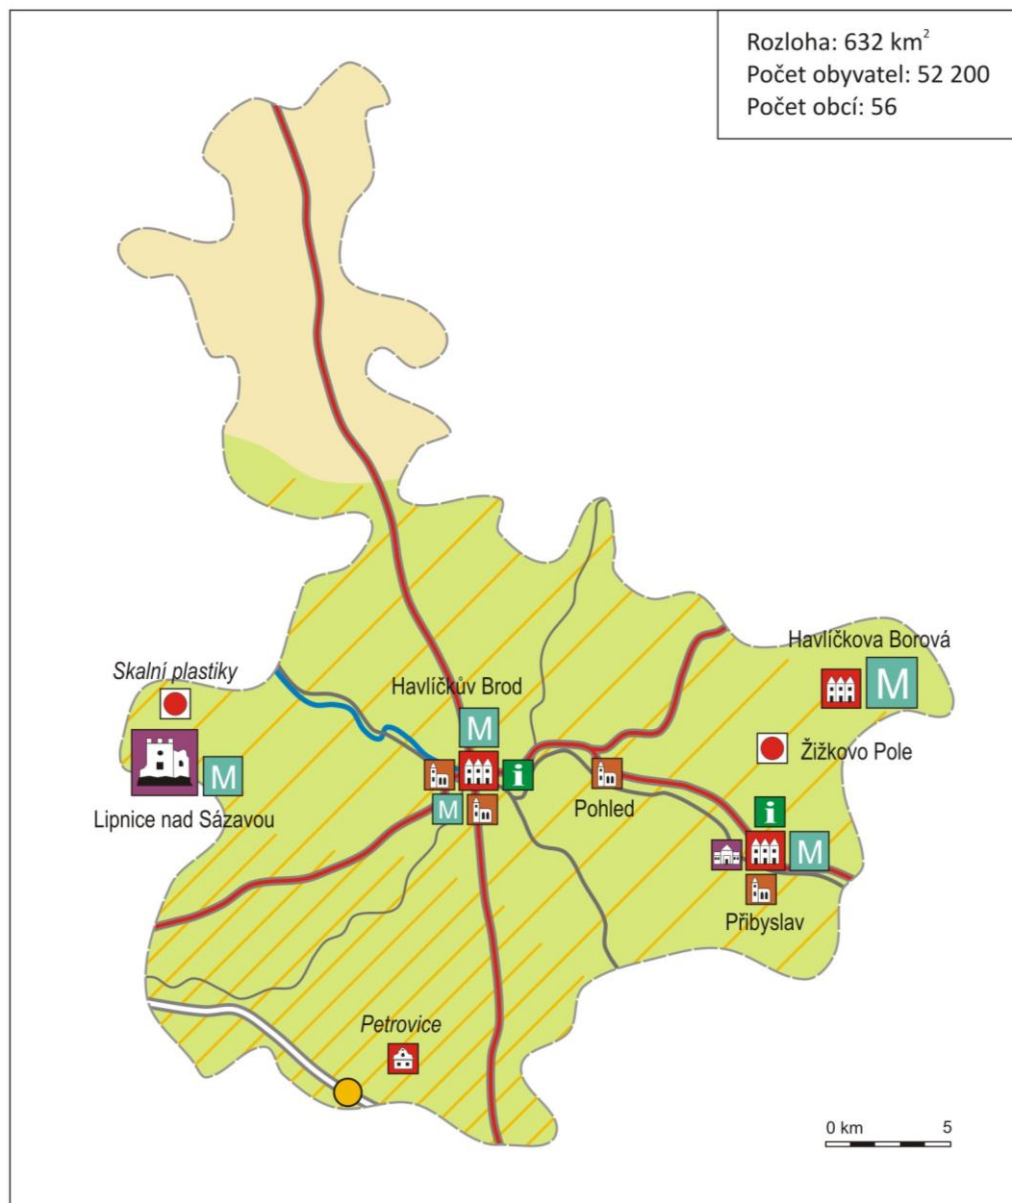 Rozloha: 632 km²
Počet obyvatel: 52 200
Počet obcí: 56
Havlíčkova Borová
M
Skalní plastiky
Havlíčkův Brod
M
Žižkovo Pole
i
M
Lipnice nad Sázavou
M
Pohled
i
M
Přibyslav
Petrovice
0 km 5